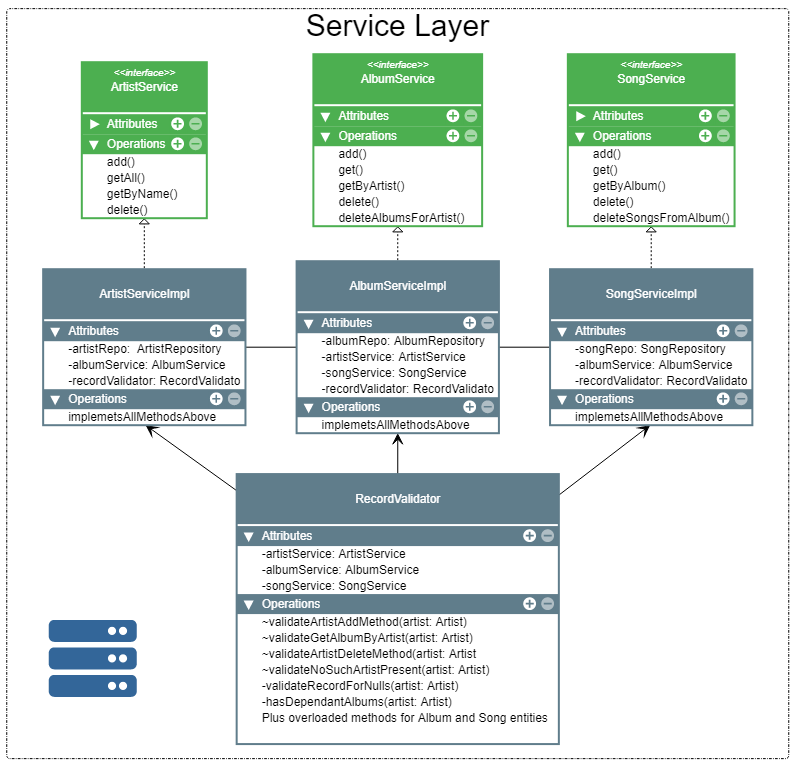 Service Layer
<<interface>>
ArtistService
Attributes
Operations
add()
getAll()
getByName()
delete()
<<interface>>
AlbumService
Attributes
Operations
add()
get()
getByArtist()
delete()
deleteAlbumsForArtist()
<<interface>>
SongService
Attributes
Operations
add()
get()
getByAlbum()
delete()
deleteSongsFromAlbum()
ArtistServiceImpl
Attributes
-artistRepo: ArtistRepository
-albumService: AlbumService
-recordValidator: RecordValidato
Operations
implemetsAllMethodsAbove
AlbumServiceImpl
Attributes
-albumRepo: AlbumRepository
-artistService: ArtistService
-songService: SongService
-recordValidator: RecordValidato
Operations
implemetsAllMethodsAbove
SongServiceImpl
Attributes
-songRepo: SongRepository
-albumService: AlbumService
-recordValidator: RecordValidato
Operations
implemetsAllMethodsAbove
RecordValidator
Attributes
-artistService: ArtistService
-albumService: AlbumService
-songService: SongService
Operations
~validateArtistAddMethod(artist: Artist)
~validateGetAlbumByArtist(artist: Artist)
~validateArtistDeleteMethod(artist: Artist
~validateNoSuchArtistPresent(artist: Artist)
-validateRecordForNulls(artist: Artist)
-hasDependantAlbums(artist: Artist)
Plus overloaded methods for Album and Song entities